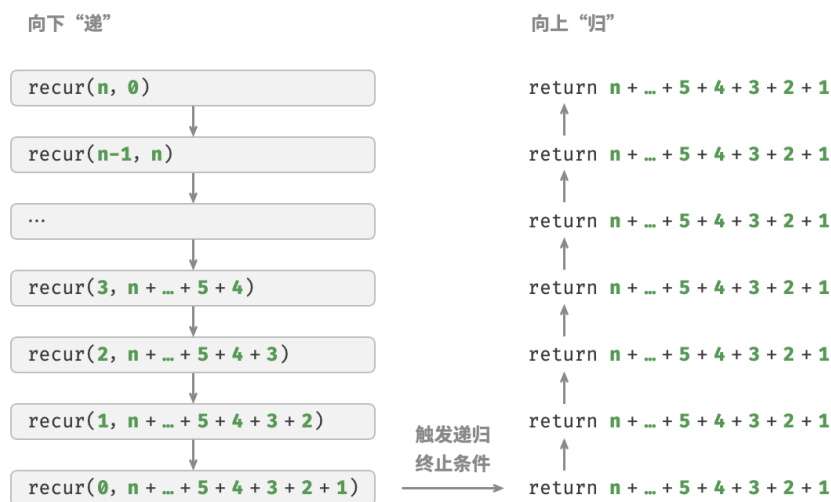 向下“递”
recur(n, 0)
recur(n-1, n)
…
recur(3, n + … + 5 + 4)
recur(2, n + … + 5 + 4 + 3)
recur(1, n + … + 5 + 4 + 3 + 2)
recur(0, n + … + 5 + 4 + 3 + 2 + 1)
触发递归
终止条件
向上“归”
return n + … + 5 + 4 + 3 + 2 + 1
return n + … + 5 + 4 + 3 + 2 + 1
return n + … + 5 + 4 + 3 + 2 + 1
return n + … + 5 + 4 + 3 + 2 + 1
return n + … + 5 + 4 + 3 + 2 + 1
return n + … + 5 + 4 + 3 + 2 + 1
return n + … + 5 + 4 + 3 + 2 + 1